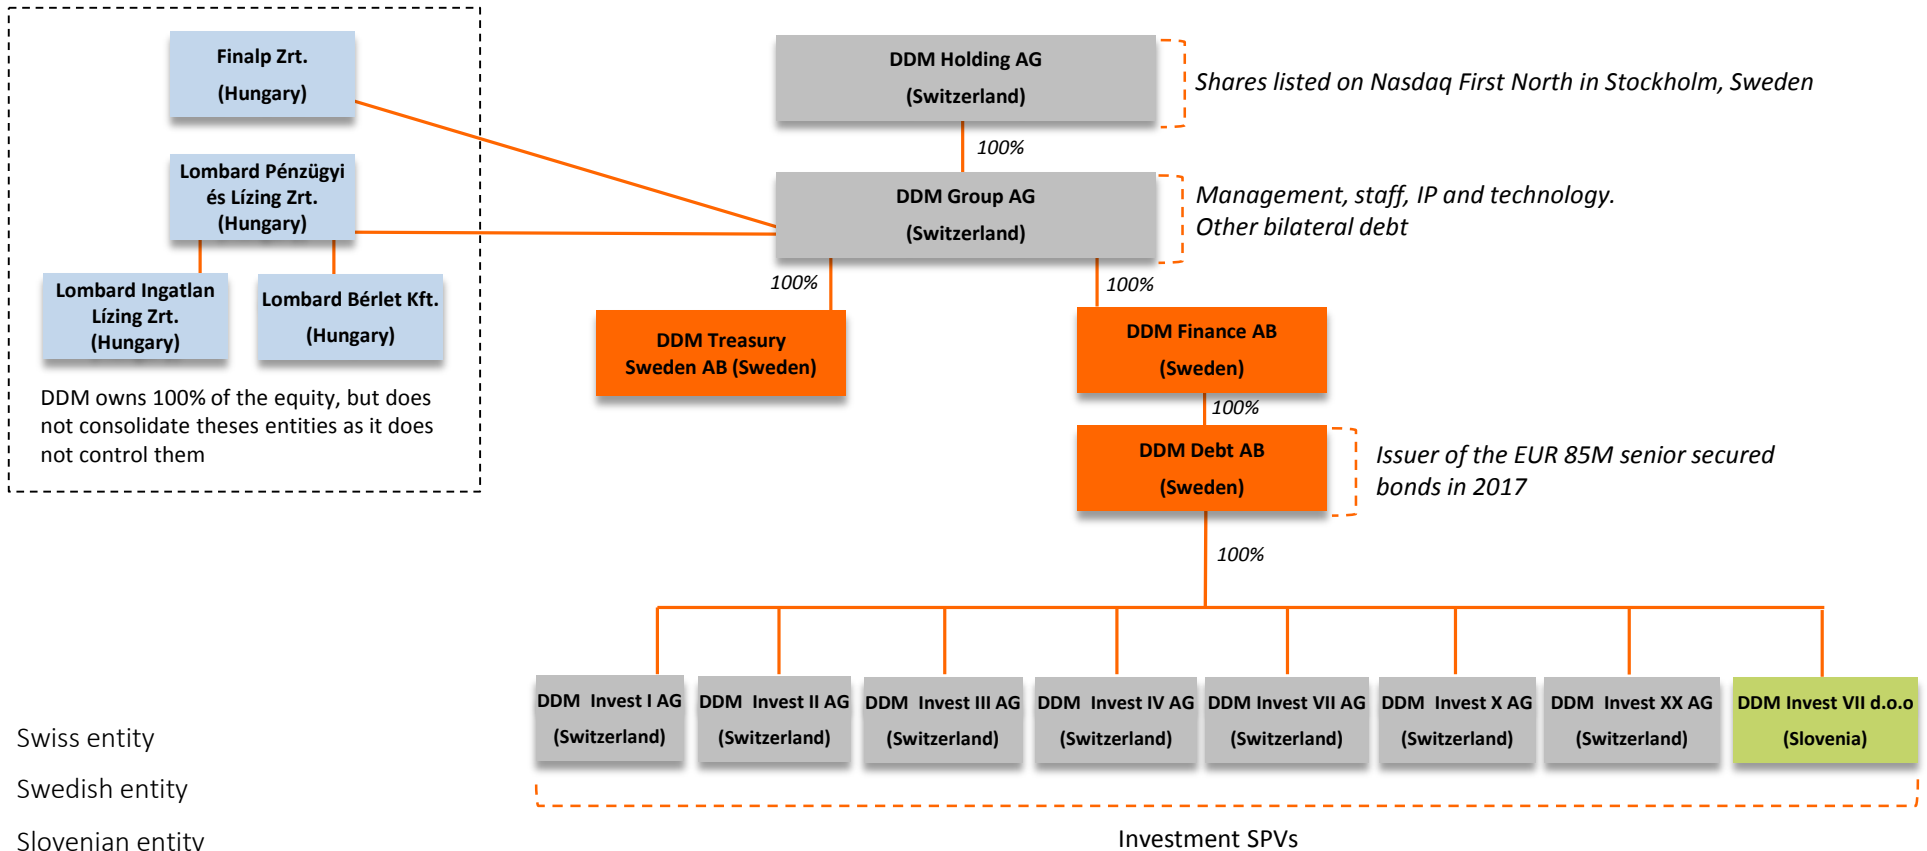 Finalp Zrt.
(Hungary)
Lombard Pénzügyi
és Lízing Zrt.
(Hungary)
Lombard Ingatlan
Lízing Zrt.
(Hungary)
Lombard Bérlet Kft.
(Hungary)
DDM owns 100% of the equity, but does
not consolidate theses entities as it does
not control them
DDM Holding AG
(Switzerland)
Shares listed on Nasdaq First North in Stockholm, Sweden
100%
DDM Group AG
(Switzerland)
Management, staff, IP and technology.
Other bilateral debt
100%
100%
DDM Treasury
Sweden AB (Sweden)
DDM Finance AB
(Sweden)
100%
DDM Debt AB
(Sweden)
Issuer of the EUR 85M senior secured
bonds in 2017
100%
DDM Invest I AG
(Switzerland)
DDM Invest II AG
(Switzerland)
DDM Invest III AG
(Switzerland)
DDM Invest IV AG
(Switzerland)
DDM Invest VII AG
(Switzerland)
DDM Invest X AG
(Switzerland)
DDM Invest XX AG
(Switzerland)
DDM Invest VII d.o.o
(Slovenia)
Investment SPVs
Swiss entity
Swedish entity
Slovenian entity